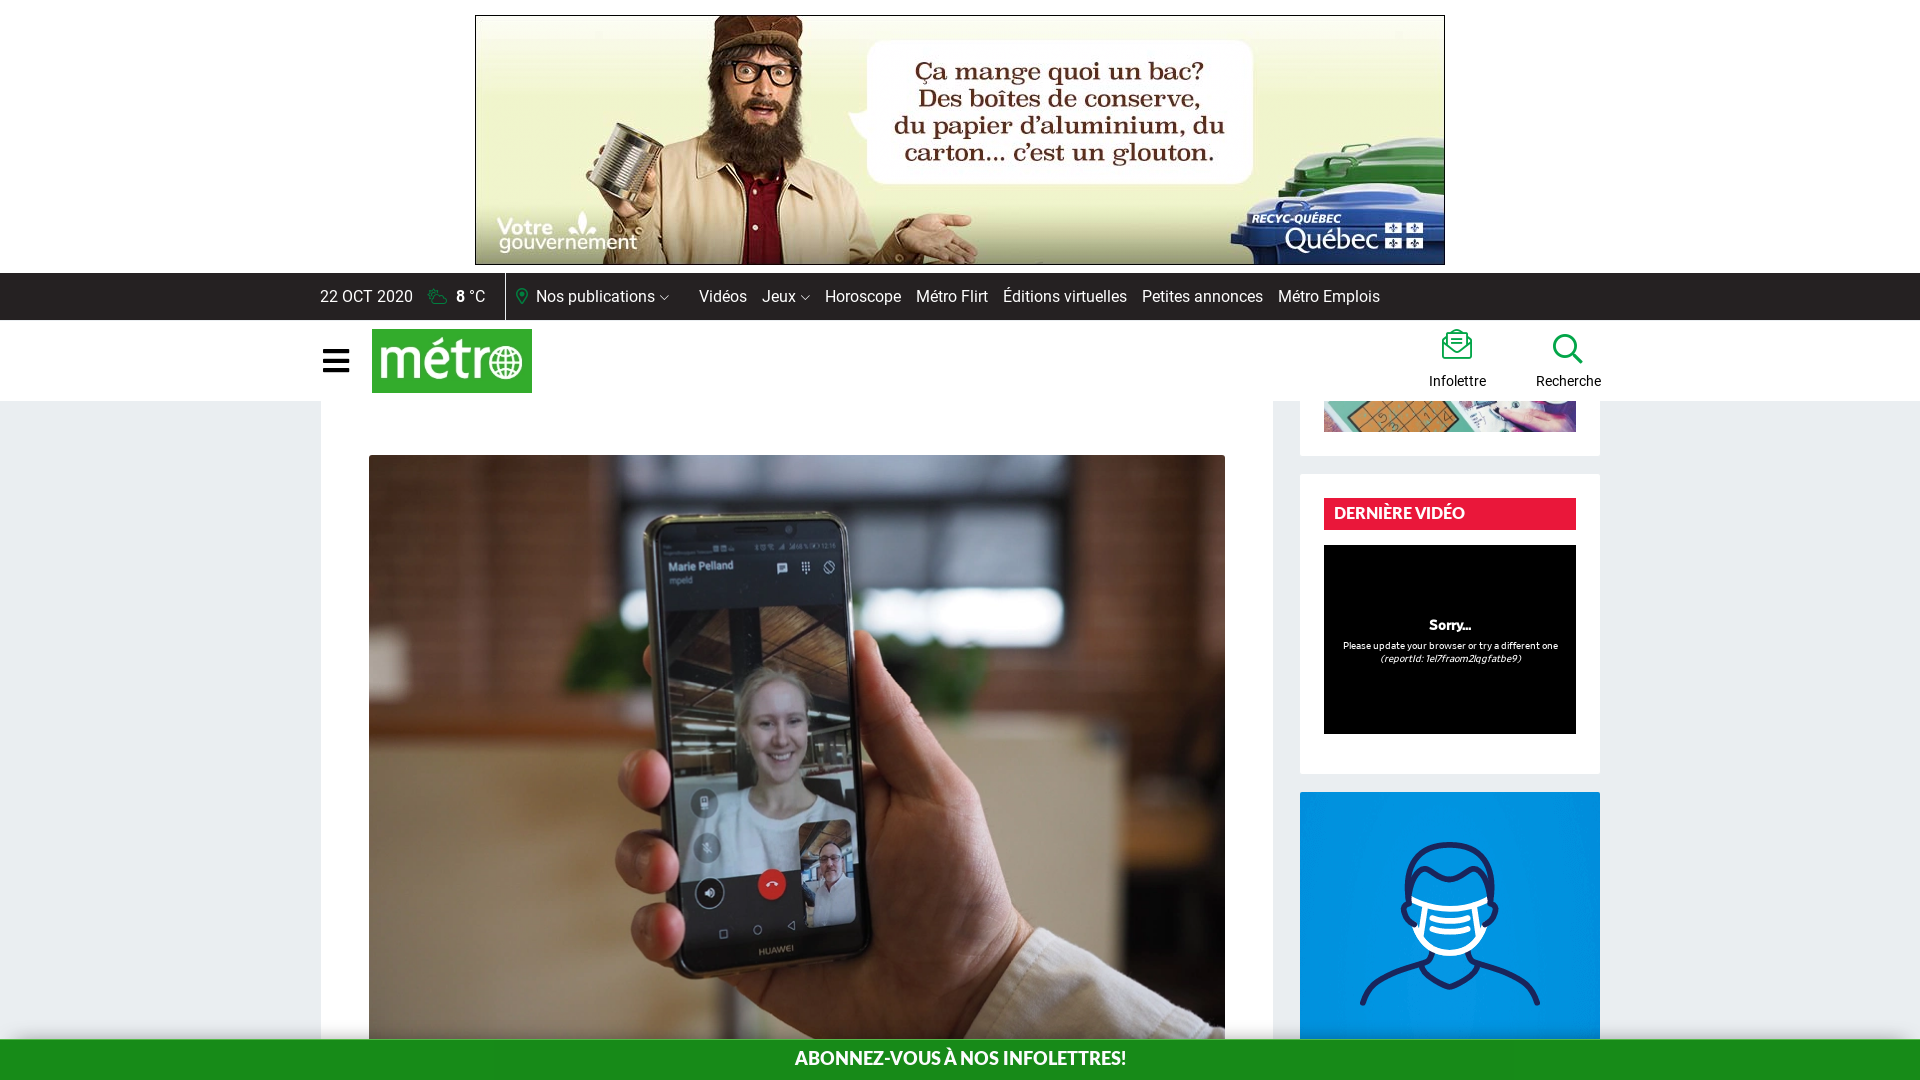 Ça mange quoi un bac?
Des boîtes de conserve,
du papier d'aluminium, du
carton... c'est un glouton.
Votre
gouvernement
RECYC-QUÉBEC
Québec
22 OCT 2020 8 °C Nos publications Vidéos Jeux Horoscope Métro Flirt Éditions virtuelles Petites annonces Métro Emplois
métro
Infolettre
Recherche
DERNIÈRE VIDÉO
Sorry...
Please update your browser or try a different one
(reportId: 1el7fraom2lqgfatbe9)
Marie Pelland
mpeld
HUAWEI
ABONNEZ-VOUS À NOS INFOLETTRES!